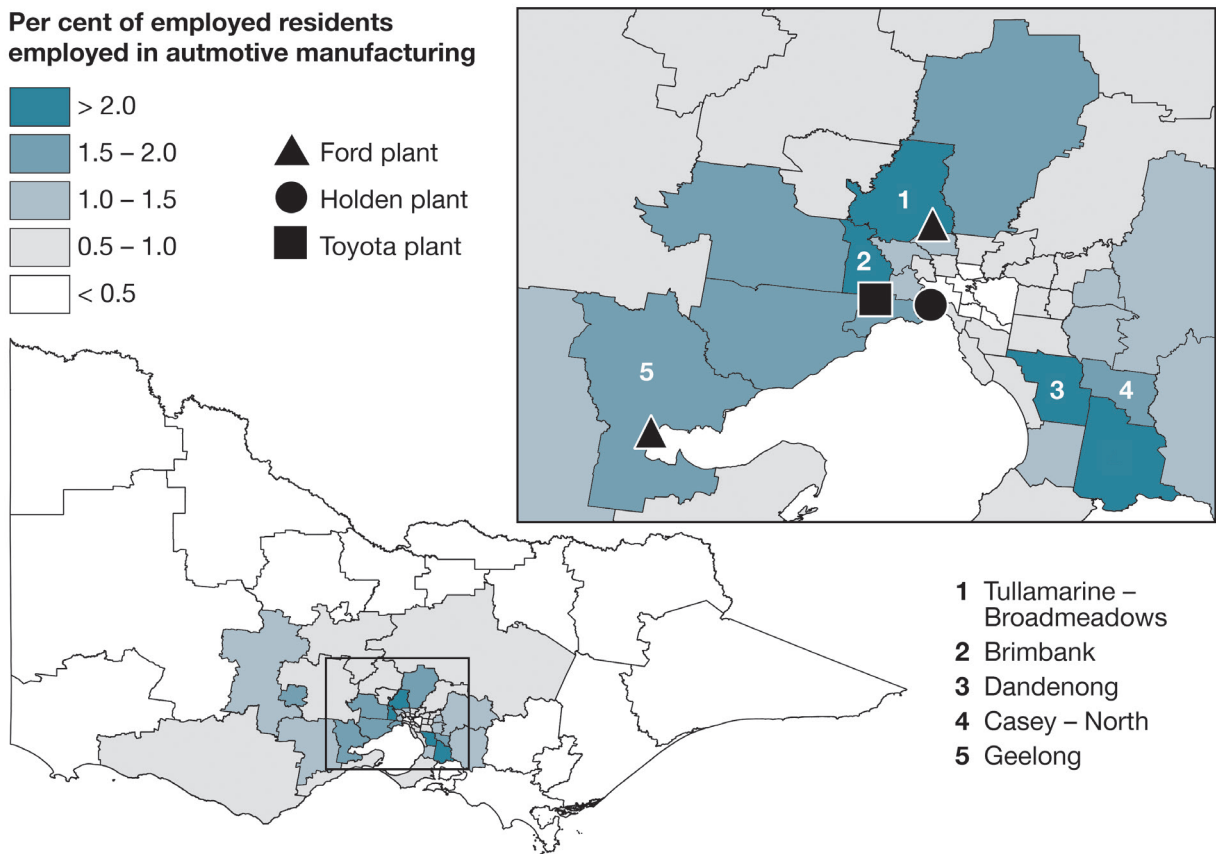 Per cent of employed residents
employed in autmotive manufacturing
> 2.0
1.5 – 2.0
1.0 – 1.5
0.5 – 1.0
< 0.5
Ford plant
Holden plant
Toyota plant
1
2
3
4
5
1 Tullamarine –
Broadmeadows
2 Brimbank
3 Dandenong
4 Casey – North
5 Geelong